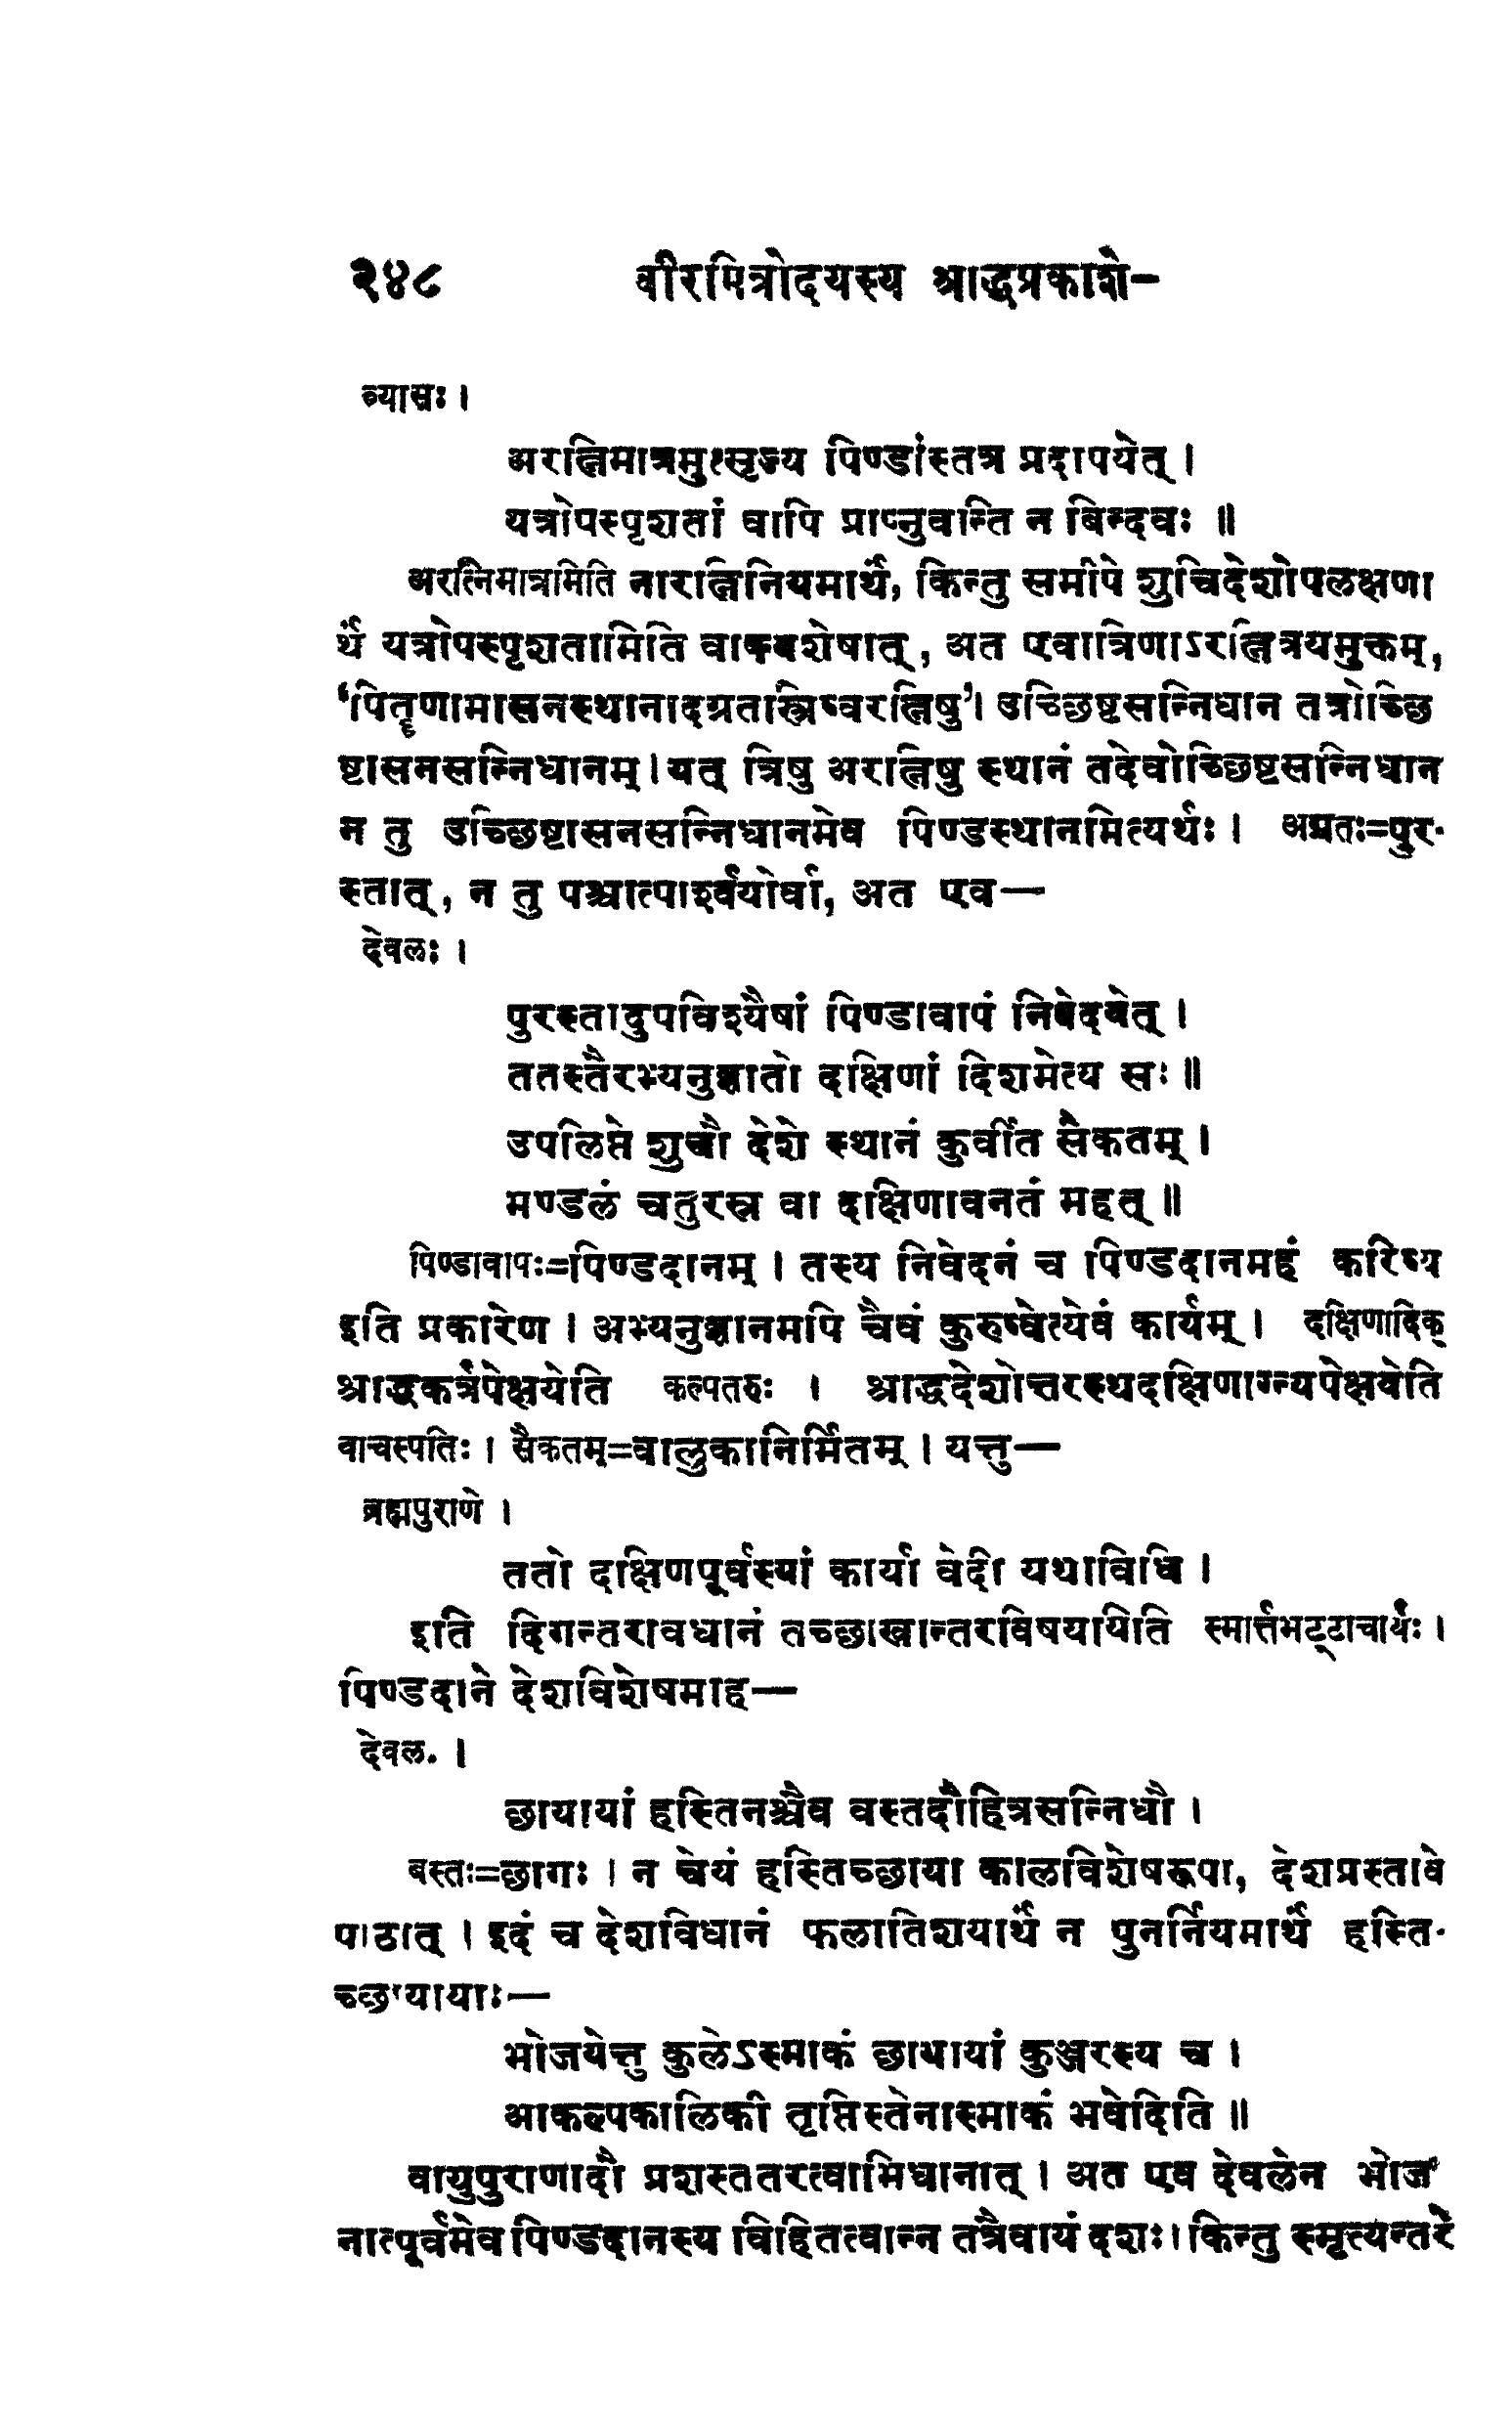 २४८ वीरमित्रोदयस्य श्राद्धप्रकाशे-
व्यासः ।
अरत्निमात्रमुत्सृज्य पिण्डांस्तत्र प्रदापयेत् ।
यत्रोपस्पृशतां वापि प्राप्नुवन्ति न बिन्दवः ॥
अरत्निमात्रमिति नारत्निनियमार्थं, किन्तु समीपे शुचिदेशोपलक्षणा
र्थं यत्रोपस्पृशतामिति वाक्यशेषात्, अत एवात्रिणाऽरत्नित्रयमुक्तम्,
'पितॄणामासनस्थानादग्रतस्त्रिष्वरत्निषु'। उच्छिष्टसन्निधान तत्रोच्छि
ष्टासनसन्निधानम्। यत् त्रिषु अरत्निषु स्थानं तदेवोच्छिष्टसन्निधान
न तु उच्छिष्टासनसन्निधानमेव पिण्डस्थानमित्यर्थः । अग्रतः=पुर-
स्तात्, न तु पश्चात्पार्श्वयोर्वा, अत एव—
देवलः ।
पुरस्तादुपविश्यैषां पिण्डावापं निवेदयेत् ।
ततस्तैरभ्यनुज्ञातो दक्षिणां दिशमेत्य सः ॥
उपलिप्ते शुचौ देशे स्थानं कुर्वीत सैकतम् ।
मण्डलं चतुरस्र वा दक्षिणावनतं महत् ॥
पिण्डावापः=पिण्डदानम् । तस्य निवेदनं च पिण्डदानमहं करिष्य
इति प्रकारेण । अभ्यनुज्ञानमपि चैवं कुरुष्वेत्येवं कार्यम् । दक्षिणादिक्
श्राद्धकर्त्रपेक्षयेति कल्पतरुः । श्राद्धदेशोत्तरस्थदक्षिणाग्न्यपेक्षयेति
वाचस्पतिः । सैकतम्=वालुकानिर्मितम् । यत्तु—
ब्रह्मपुराणे ।
ततो दक्षिणपूर्वस्यां कार्या वेदी यथाविधि ।
इति दिगन्तरावधानं तच्छाखान्तरविषयायिति स्मार्त्तभट्टाचार्यः ।
पिण्डदाने देशविशेषमाह—
देवल. ।
छायायां हस्तिनश्चैव वस्तदौहित्रसन्निधौ ।
बस्तः=छागः । न चेयं हस्तिच्छाया कालविशेषरूपा, देशप्रस्तावे
पाठात् । इदं च देशविधानं फलातिशयार्थं न पुनर्नियमार्थं हस्ति-
च्छायायाः—
भोजयेत्तु कुलेऽस्माकं छायायां कुञ्जरस्य च ।
आकल्पकालिकी तृप्तिस्तेनास्माकं भवेदिति ॥
वायुपुराणादौ प्रशस्ततरत्वाभिधानात् । अत एव देवलेन भोज
नात्पूर्वमेव पिण्डदानस्य विहितत्वान्न तत्रैवायं दशः । किन्तु स्मृत्यन्तरे